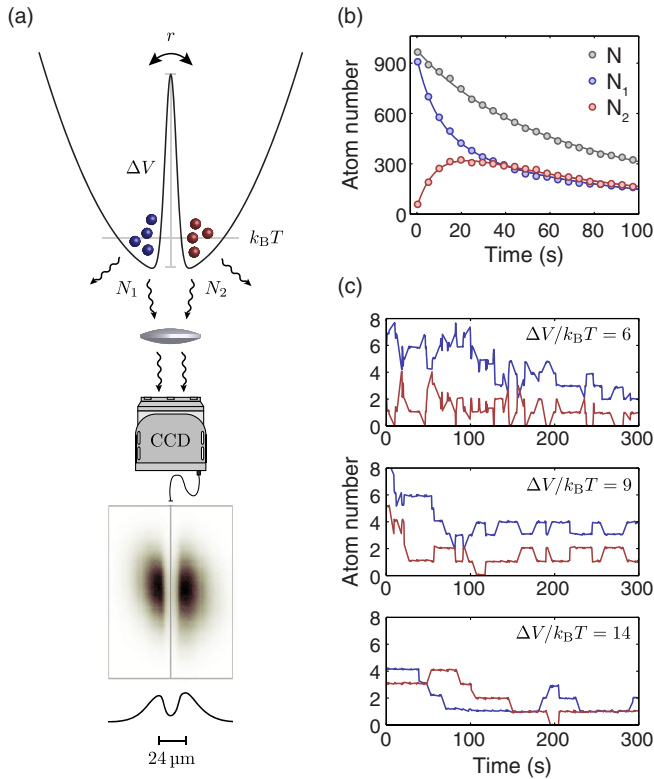 (a)
r
ΔV
k_BT
N_1
N_2
CCD
24 μm
(b)
Atom number
900
600
300
0
0 20 40 60 80 100
Time (s)
N
N_1
N_2
(c)
Atom number
ΔV/k_BT = 6
8
6
4
2
0
0 100 200 300
ΔV/k_BT = 9
8
6
4
2
0
0 100 200 300
ΔV/k_BT = 14
8
6
4
2
0
0 100 200 300
Time (s)